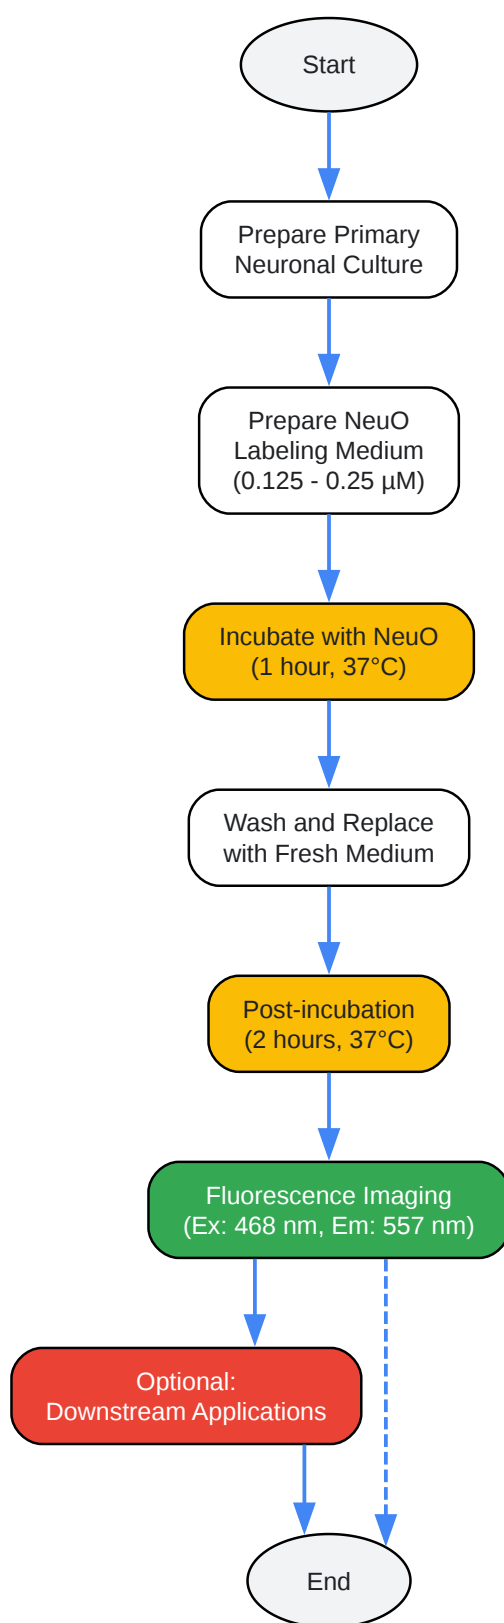 Start
Prepare Primary
Neuronal Culture
Prepare NeuO
Labeling Medium
(0.125 - 0.25 µM)
Incubate with NeuO
(1 hour, 37°C)
Wash and Replace
with Fresh Medium
Post-incubation
(2 hours, 37°C)
Fluorescence Imaging
(Ex: 468 nm, Em: 557 nm)
Optional:
Downstream Applications
End